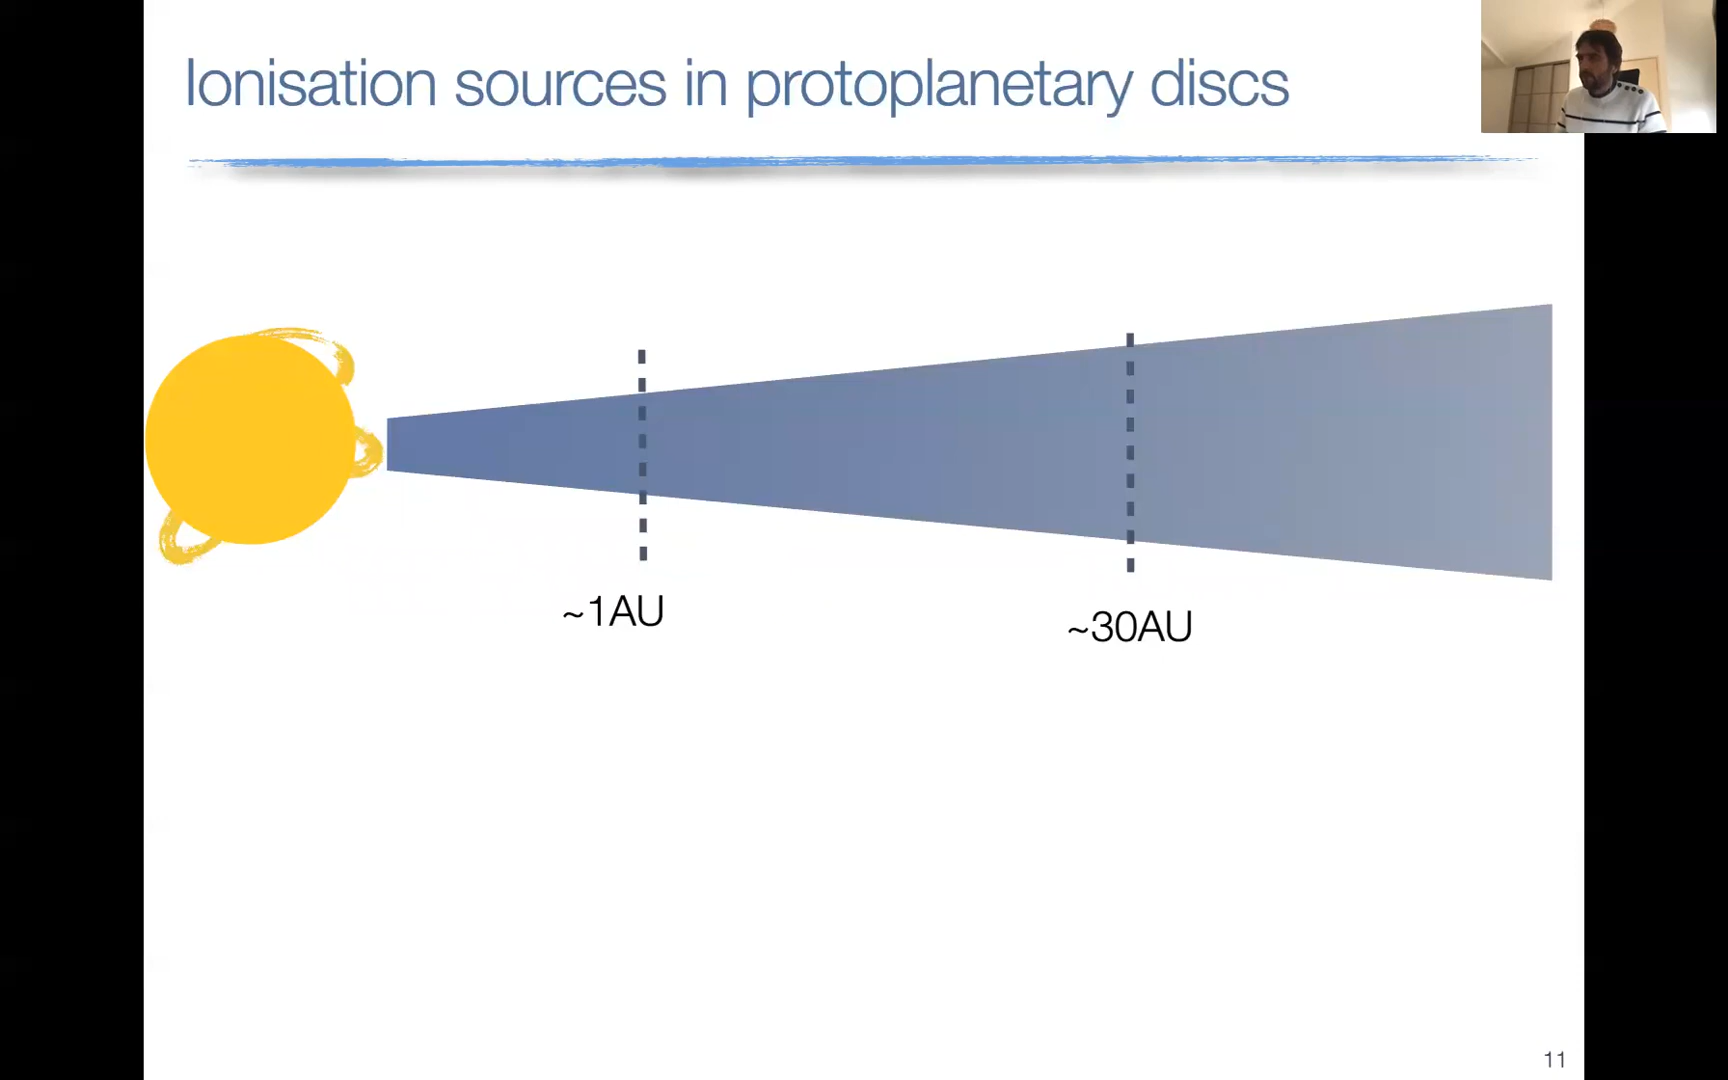 Ionisation sources in protoplanetary discs
~1AU
~30AU
11